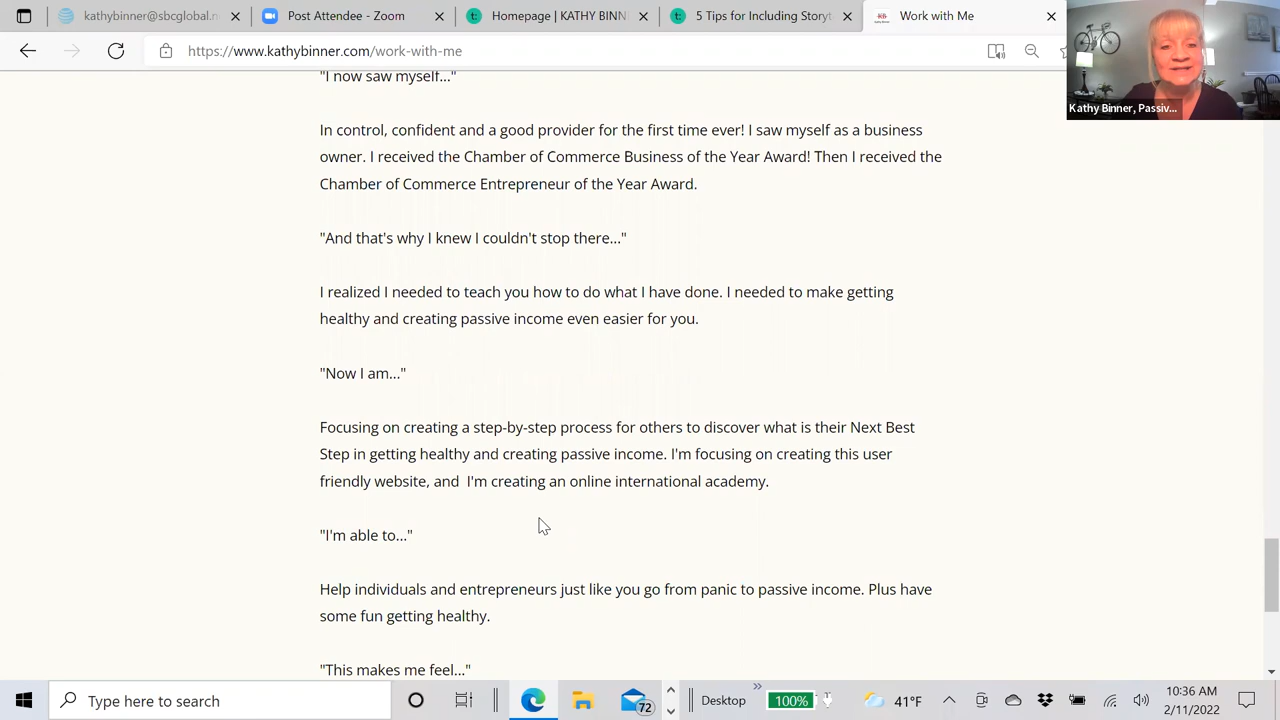 kathybinner@sbcgbal.n
Post Attendee - Zoom
Homepage | KATHY BINN
5 Tips for Including Storyt
Work with Me
https://www.kathybinner.com/work-with-me
Kathy Binner, Passiv...
"I now saw myself..."
In control, confident and a good provider for the first time ever! I saw myself as a business
owner. I received the Chamber of Commerce Business of the Year Award! Then I received the
Chamber of Commerce Entrepreneur of the Year Award.
"And that's why I knew I couldn't stop there..."
I realized I needed to teach you how to do what I have done. I needed to make getting
healthy and creating passive income even easier for you.
"Now I am..."
Focusing on creating a step-by-step process for others to discover what is their Next Best
Step in getting healthy and creating passive income. I'm focusing on creating this user
friendly website, and  I'm creating an online international academy.
"I'm able to..."
Help individuals and entrepreneurs just like you go from panic to passive income. Plus have
some fun getting healthy.
"This makes me feel..."
Type here to search
72
Desktop
100%
41°F
10:36 AM
2/11/2022